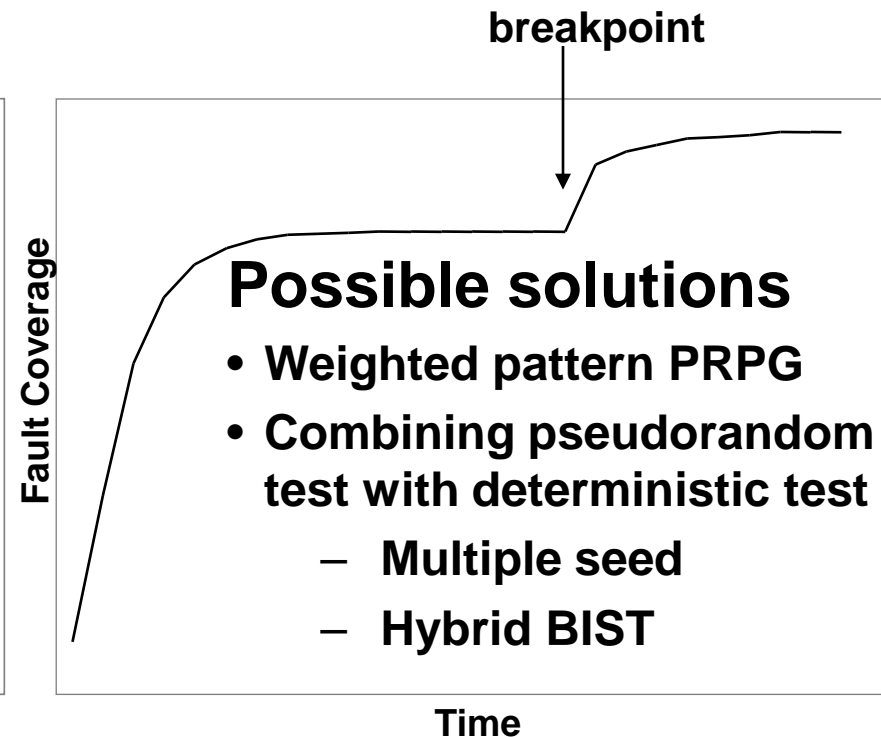 breakpoint
Fault Coverage
Possible solutions
• Weighted pattern PRPG
• Combining pseudorandom
test with deterministic test
– Multiple seed
– Hybrid BIST
Time